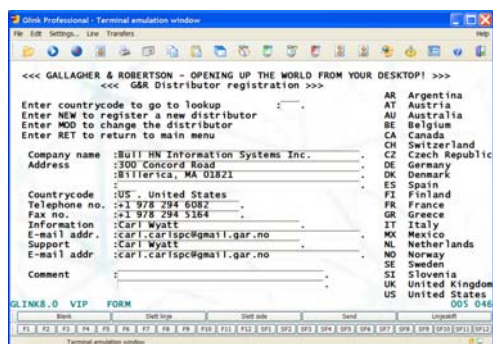 Glink Professional - Terminal emulation window
File Edit Settings... Line Transfers Help
<<< GALLAGHER & ROBERTSON - OPENING UP THE WORLD FROM YOUR DESKTOP! >>>
<<< G&R Distributor registration >>>
AR Argentina
Enter countrycode to go to lookup : . AT Austria
Enter NEW to register a new distributor AU Australia
Enter MOD to change the distributor BE Belgium
Enter RET to return to main menu CA Canada
CH Switzerland
Company name :Bull HN Information Systems Inc. . CZ Czech Republic
Address :300 Concord Road . DE Germany
:Billerica, MA 01821 . DK Denmark
: . ES Spain
Countrycode :US . United States FI Finland
Telephone no. :+1 978 294 6082 . FR France
Fax no. :+1 978 294 5164 . GR Greece
Information :Carl Wyatt . IT Italy
E-mail addr. :carl.carlspc@gmail.gar.no . MX Mexico
Support :Carl Wyatt . NL Netherlands
E-mail addr. :carl.carlspc@gmail.gar.no . NO Norway
SE Sweden
Comment : . SI Slovenia
: . UK United Kingdom
US United States
GLINK8.0 VIP FORM 005 046
Blank Slett linje Slett side Send Linjeskift
F1 F2 F3 F4 F5 F6 F7 F8 F9 F10 F11 F12 SF1 SF2 SF3 SF4 SF5 SF6 SF7 SF8 SF9 SF10 SF11 SF12
Terminal emulation window